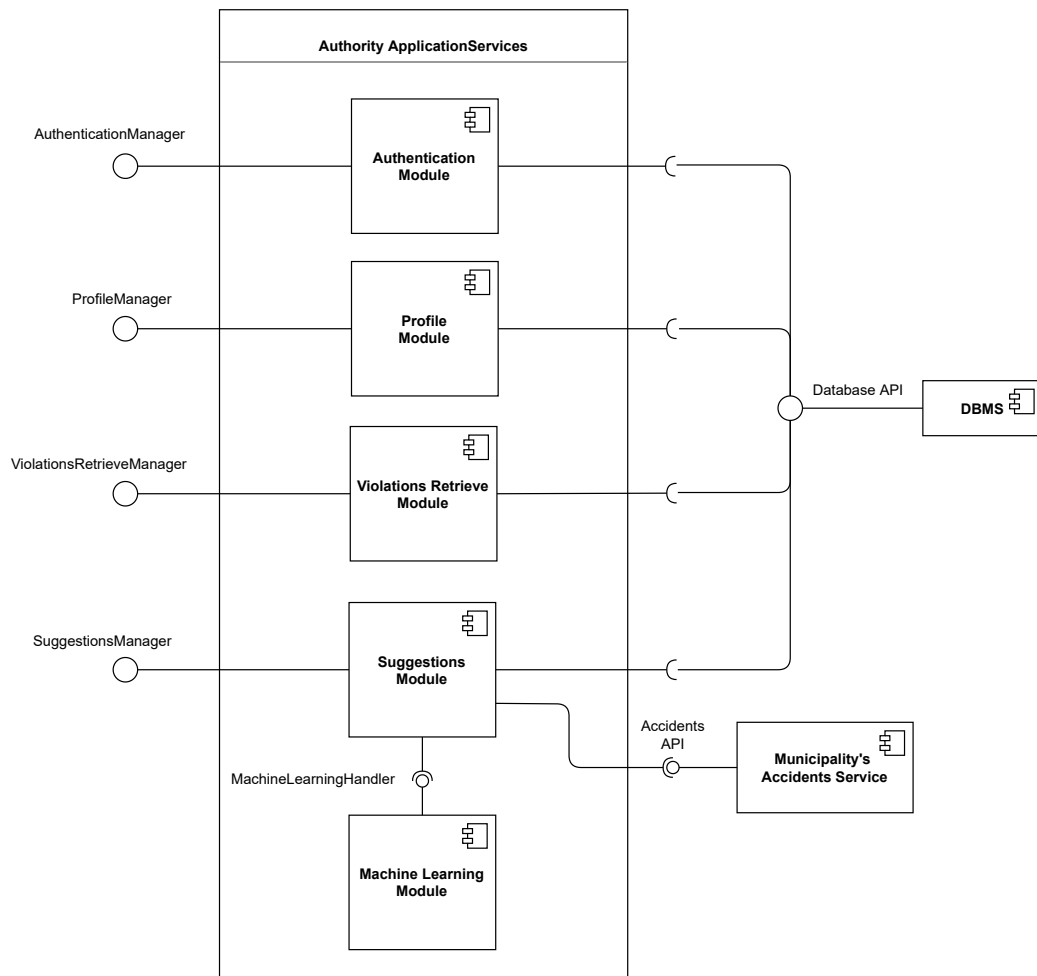 Authority ApplicationServices
AuthenticationManager
Authentication
Module
ProfileManager
Profile
Module
Database API
DBMS
ViolationsRetrieveManager
Violations Retrieve
Module
SuggestionsManager
Suggestions
Module
Accidents
API
Municipality's
Accidents Service
MachineLearningHandler
Machine Learning
Module